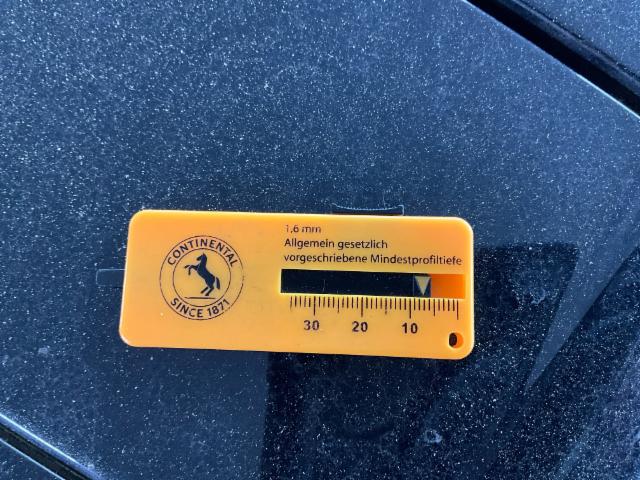 CONTINENTAL
SINCE 1871
1,6 mm
Allgemein gesetzlich
vorgeschriebene Mindestprofiltiefe
30 20 10